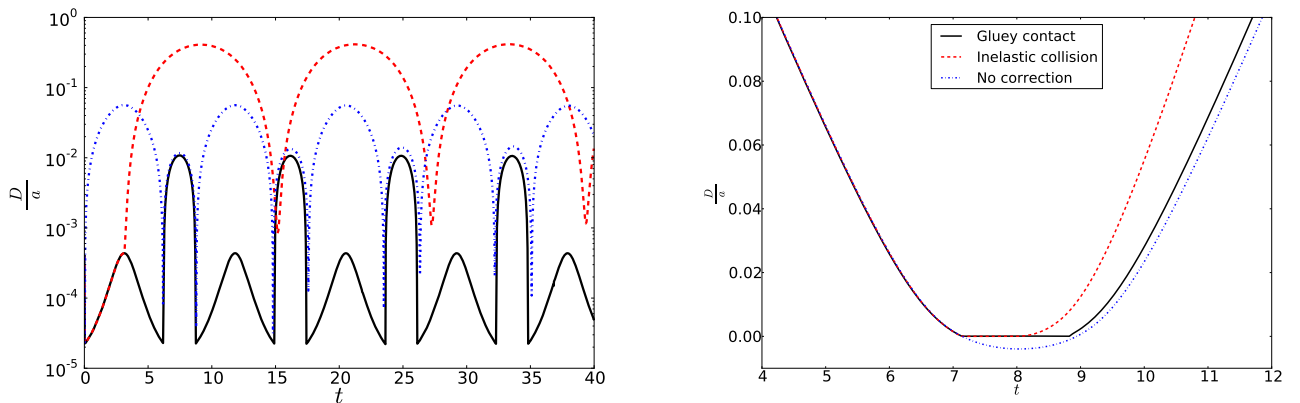 10^0
10^-1
10^-2
10^-3
10^-4
10^-5
D
a
0 5 10 15 20 25 30 35 40
t
0.10
0.08
0.06
0.04
0.02
0.00
D
a
4 5 6 7 8 9 10 11 12
t
Gluey contact
Inelastic collision
No correction